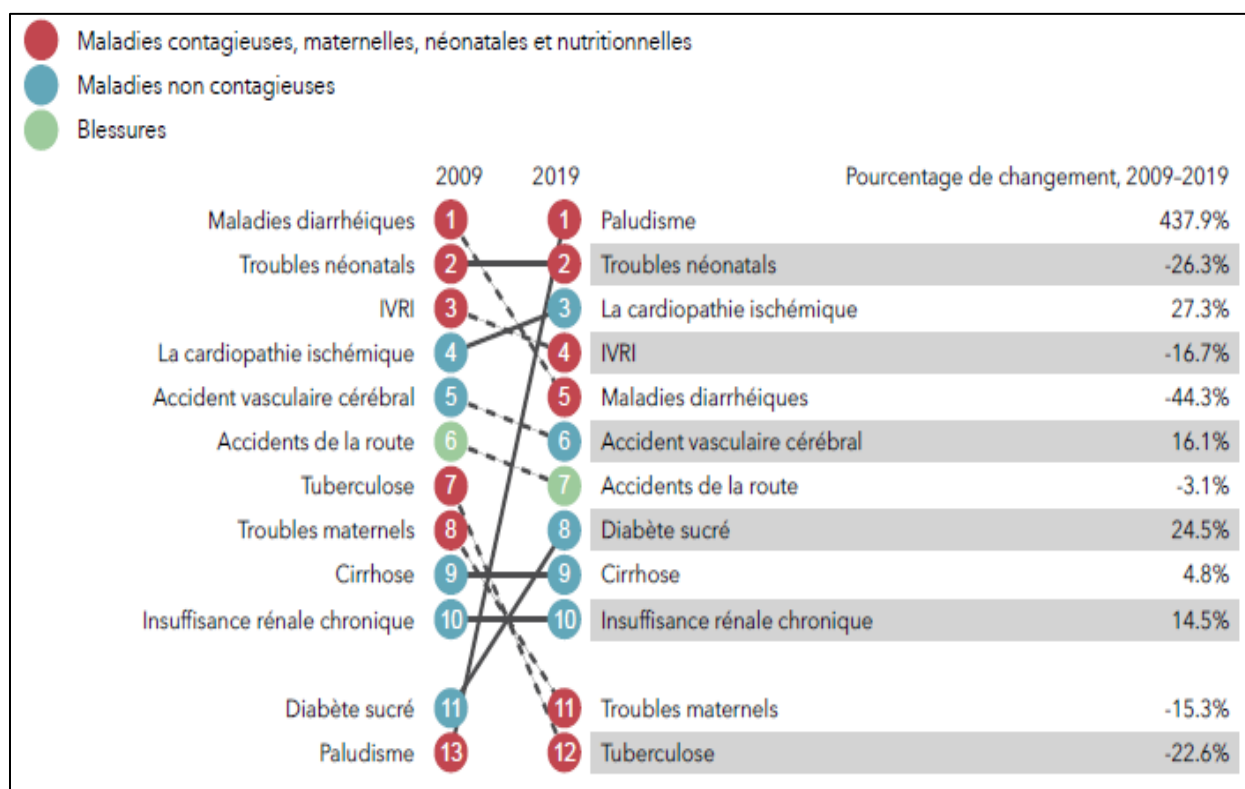 Maladies contagieuses, maternelles, néonatales et nutritionnelles
Maladies non contagieuses
Blessures
2009 2019 Pourcentage de changement, 2009-2019
Maladies diarrhéiques 1 1 Paludisme 437.9%
Troubles néonatals 2 2 Troubles néonatals -26.3%
IVRI 3 3 La cardiopathie ischémique 27.3%
La cardiopathie ischémique 4 4 IVRI -16.7%
Accident vasculaire cérébral 5 5 Maladies diarrhéiques -44.3%
Accidents de la route 6 6 Accident vasculaire cérébral 16.1%
Tuberculose 7 7 Accidents de la route -3.1%
Troubles maternels 8 8 Diabète sucré 24.5%
Cirrhose 9 9 Cirrhose 4.8%
Insuffisance rénale chronique 10 10 Insuffisance rénale chronique 14.5%
Diabète sucré 11 11 Troubles maternels -15.3%
Paludisme 13 12 Tuberculose -22.6%